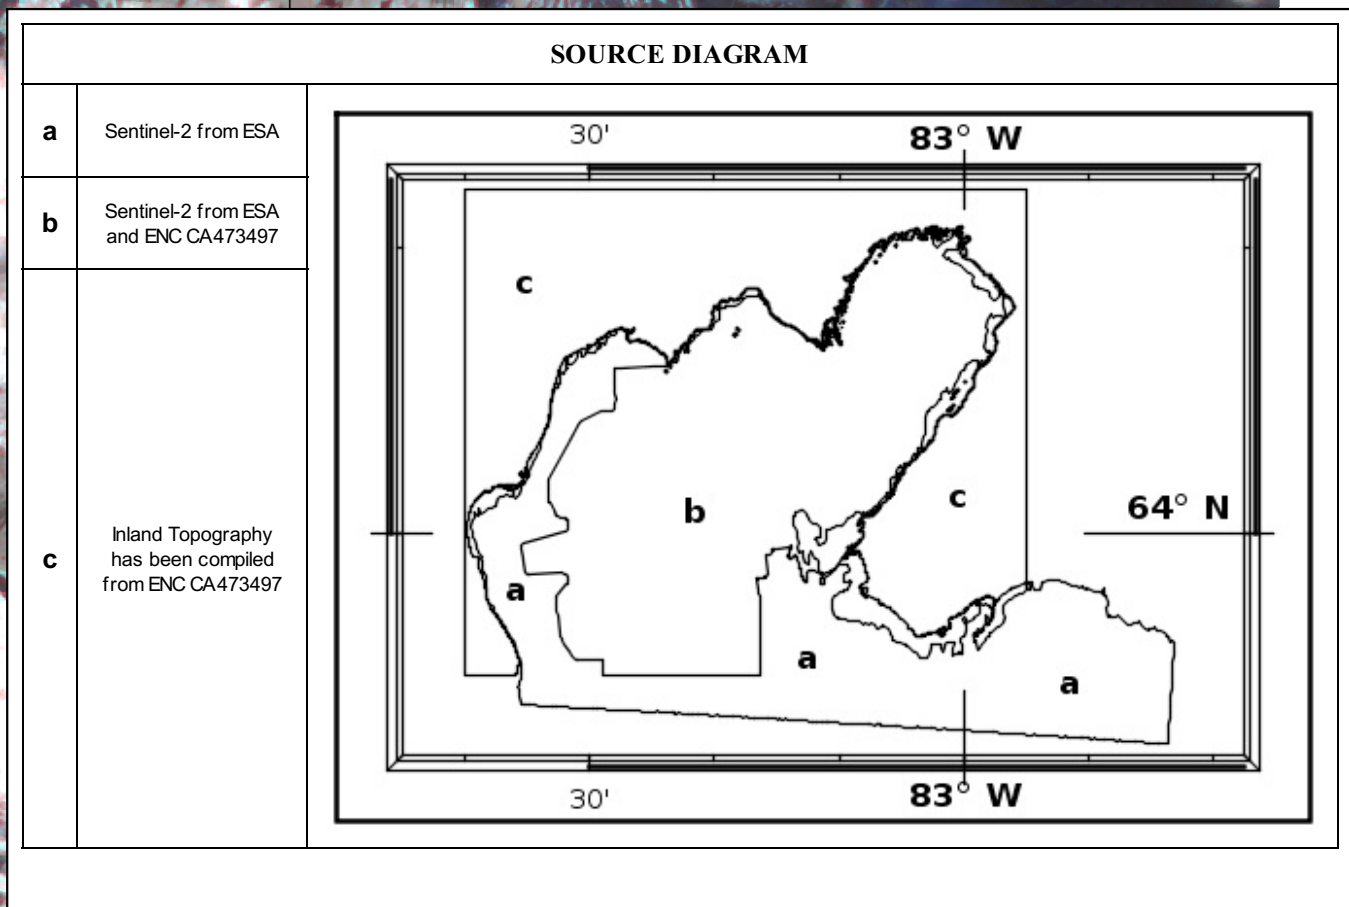 SOURCE DIAGRAM
a
Sentinel-2 from ESA
b
Sentinel-2 from ESA
and ENC CA473497
c
Inland Topography
has been compiled
from ENC CA473497
30'
83° W
c
b
c
64° N
a
a
a
30'
83° W